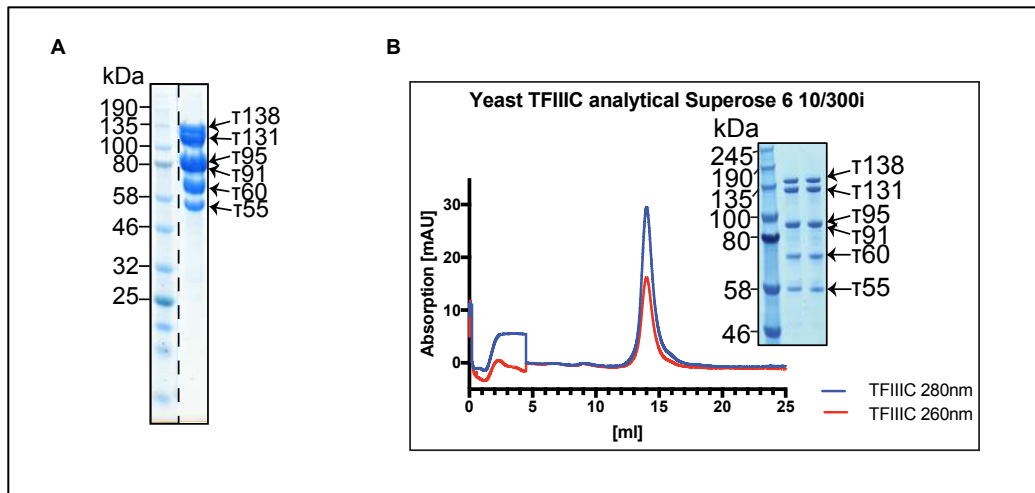 A
kDa
190
135
100
80
58
46
32
25
τ138
τ131
τ95
τ91
τ60
τ55
B
Yeast TFIIIC analytical Superose 6 10/300i
kDa
245
190
135
100
80
58
46
τ138
τ131
τ95
τ91
τ60
τ55
Absorption [mAU]
30
20
10
0
0 5 10 15 20 25
[ml]
TFIIIC 280nm
TFIIIC 260nm